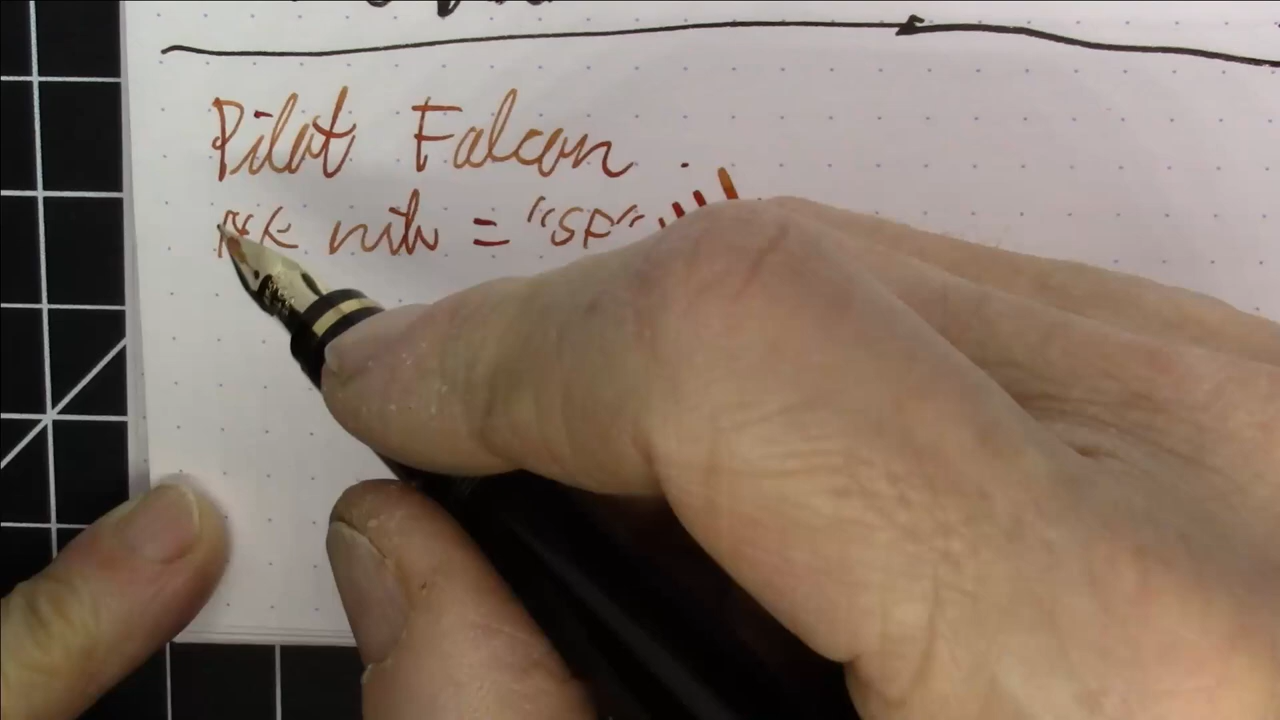 Pilot Falcon
nib = "SF"